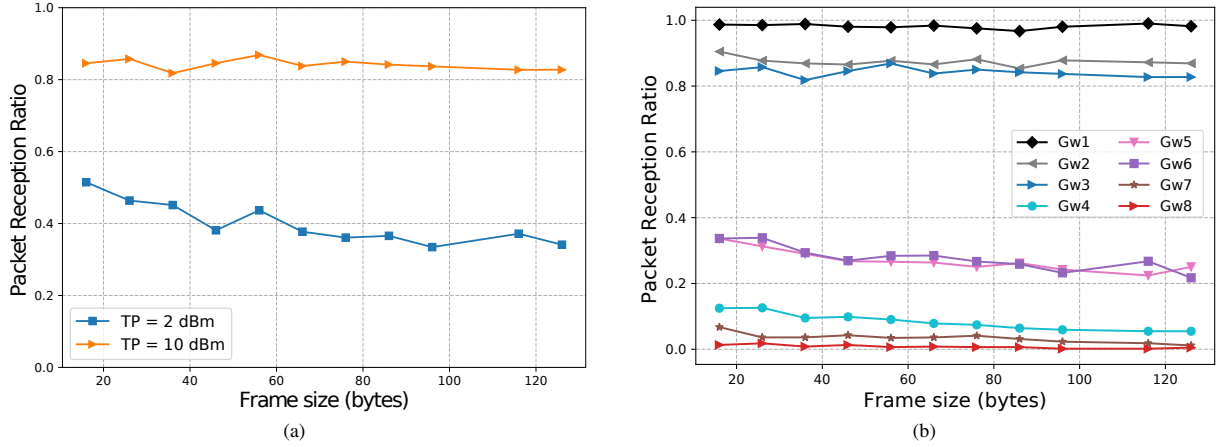 1.0
0.8
0.6
0.4
0.2
0.0
Packet Reception Ratio
TP = 2 dBm
TP = 10 dBm
20 40 60 80 100 120
Frame size (bytes)
(a)
1.0
0.8
0.6
0.4
0.2
0.0
Packet Reception Ratio
Gw1 Gw5
Gw2 Gw6
Gw3 Gw7
Gw4 Gw8
20 40 60 80 100 120
Frame size (bytes)
(b)